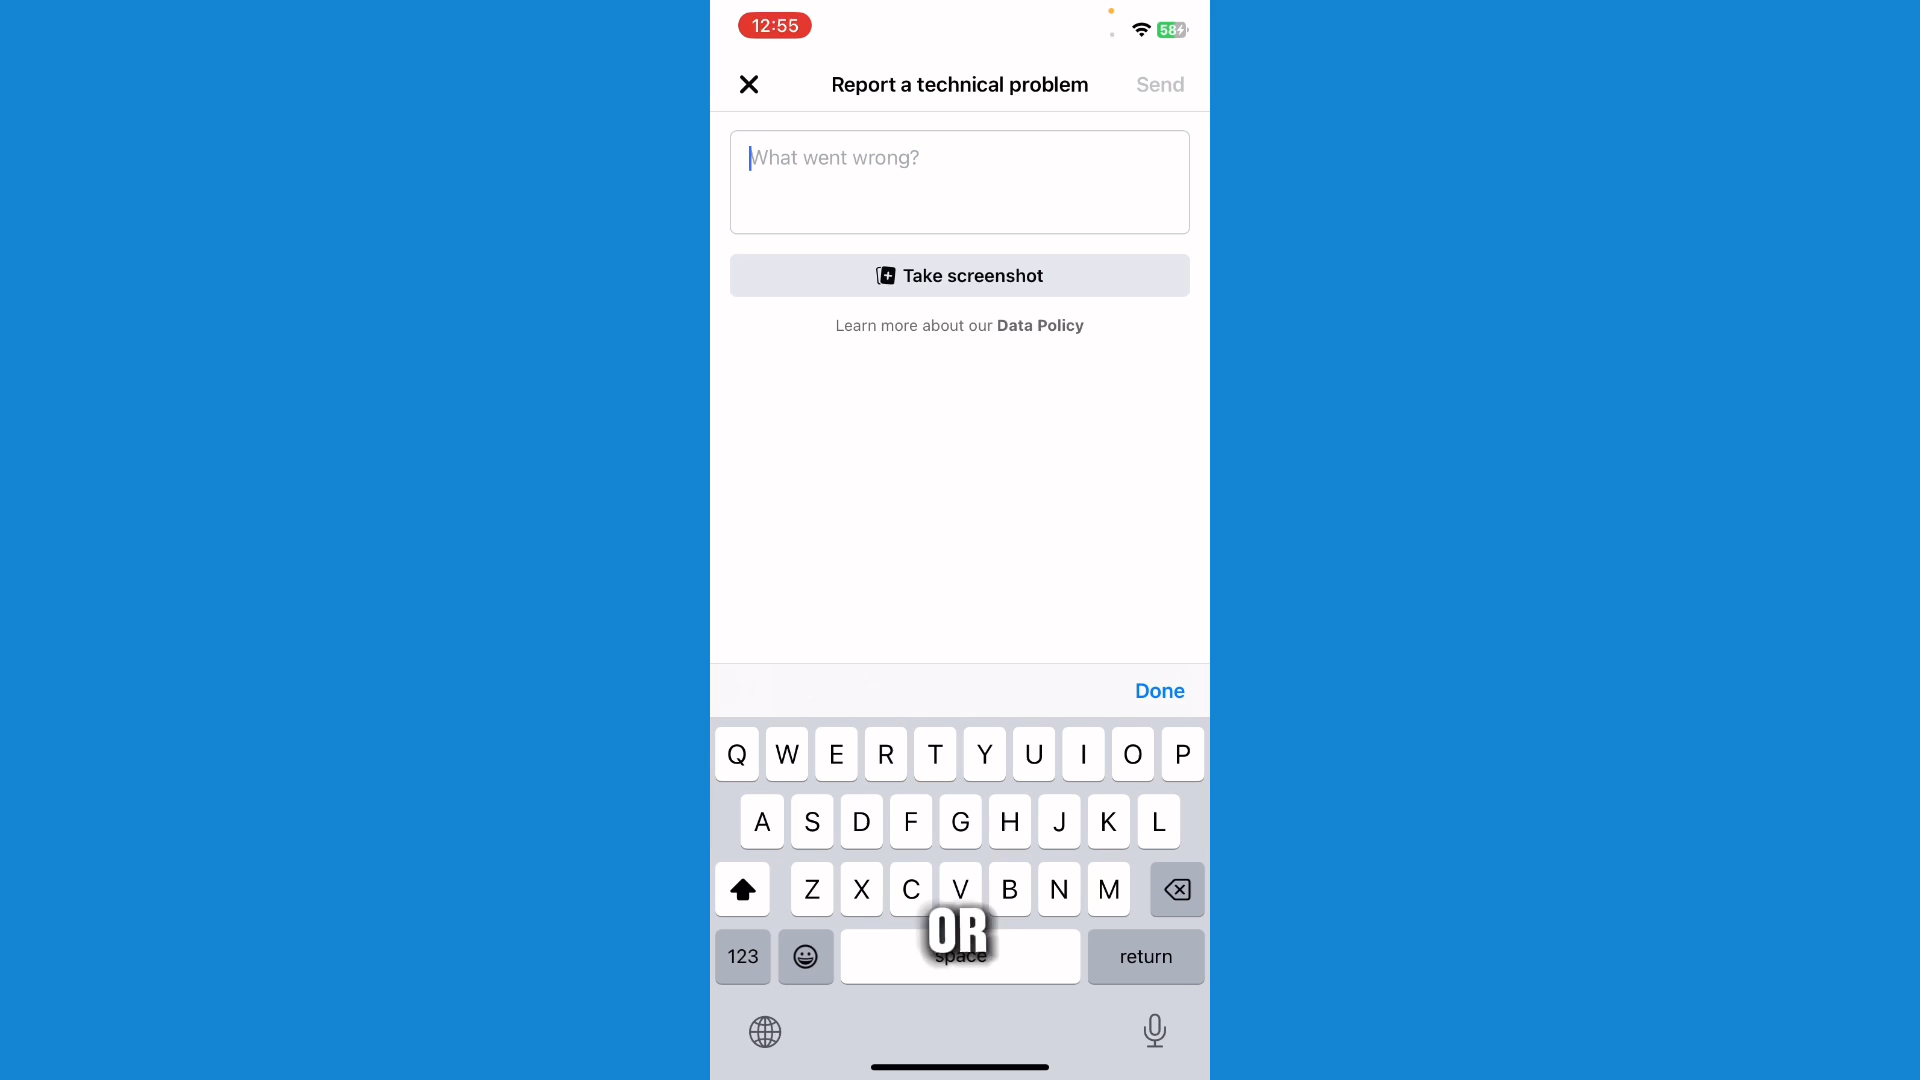 12:55
58
Report a technical problem
Send
What went wrong?
Take screenshot
Learn more about our Data Policy
Done
Q W E R T Y U I O P
A S D F G H J K L
Z X C V B N M
OR
123
space
return